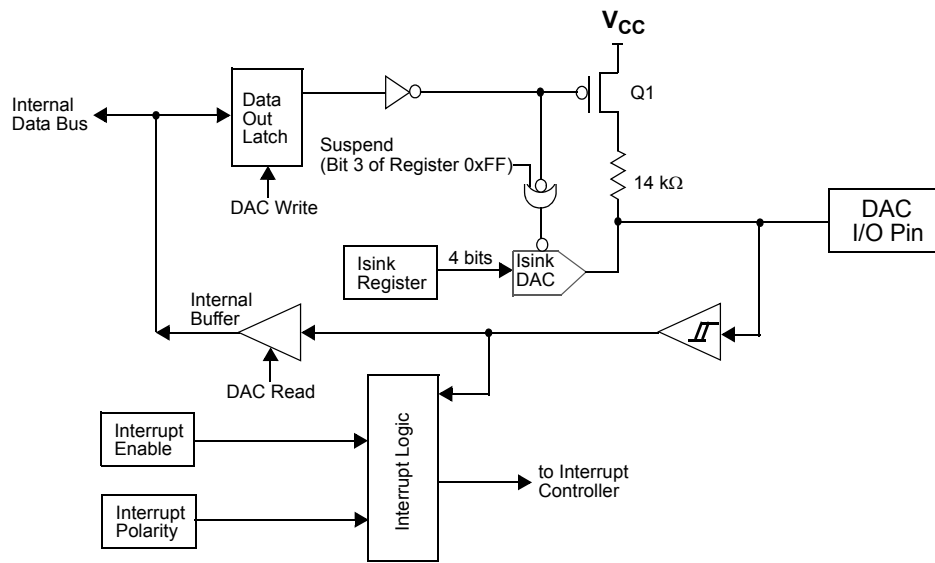 V_CC
Q1
Internal
Data Bus
Data
Out
Latch
Suspend
(Bit 3 of Register 0xFF)
14 kΩ
DAC Write
DAC
I/O Pin
4 bits
Isink
Register
Isink
DAC
Internal
Buffer
DAC Read
Interrupt
Enable
Interrupt Logic
to Interrupt
Controller
Interrupt
Polarity